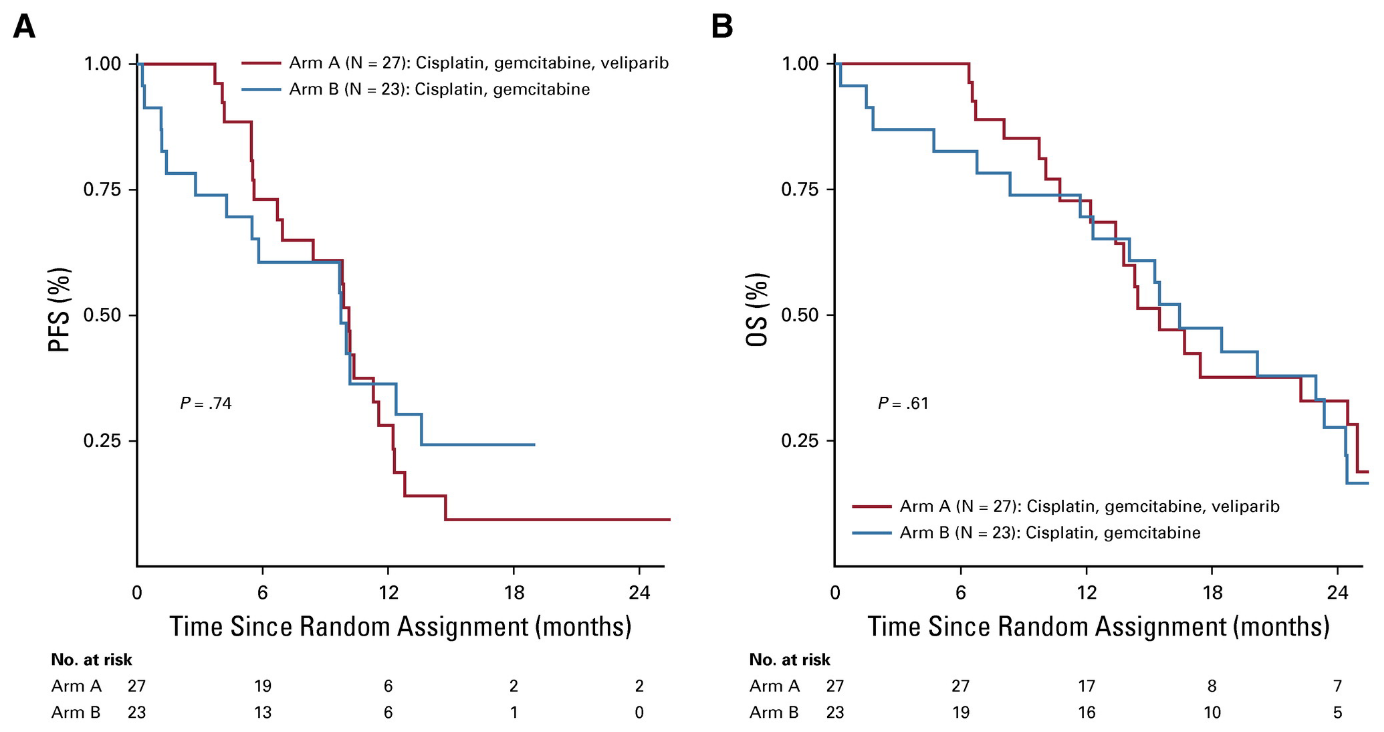 A
1.00
0.75
0.50
0.25
PFS (%)
Arm A (N = 27): Cisplatin, gemcitabine, veliparib
Arm B (N = 23): Cisplatin, gemcitabine
P = .74
0 6 12 18 24
Time Since Random Assignment (months)
No. at risk
Arm A 27 19 6 2 2
Arm B 23 13 6 1 0
B
1.00
0.75
0.50
0.25
OS (%)
P = .61
Arm A (N = 27): Cisplatin, gemcitabine, veliparib
Arm B (N = 23): Cisplatin, gemcitabine
0 6 12 18 24
Time Since Random Assignment (months)
No. at risk
Arm A 27 27 17 8 7
Arm B 23 19 16 10 5